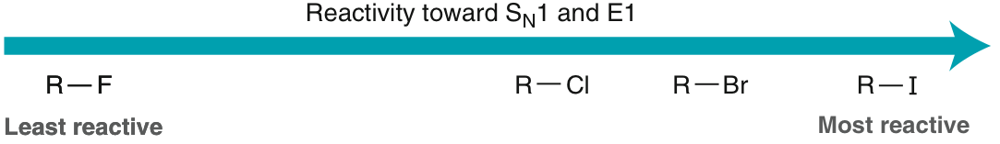 Reactivity toward SN1 and E1
R—F R—Cl R—Br R—I
Least reactive Most reactive